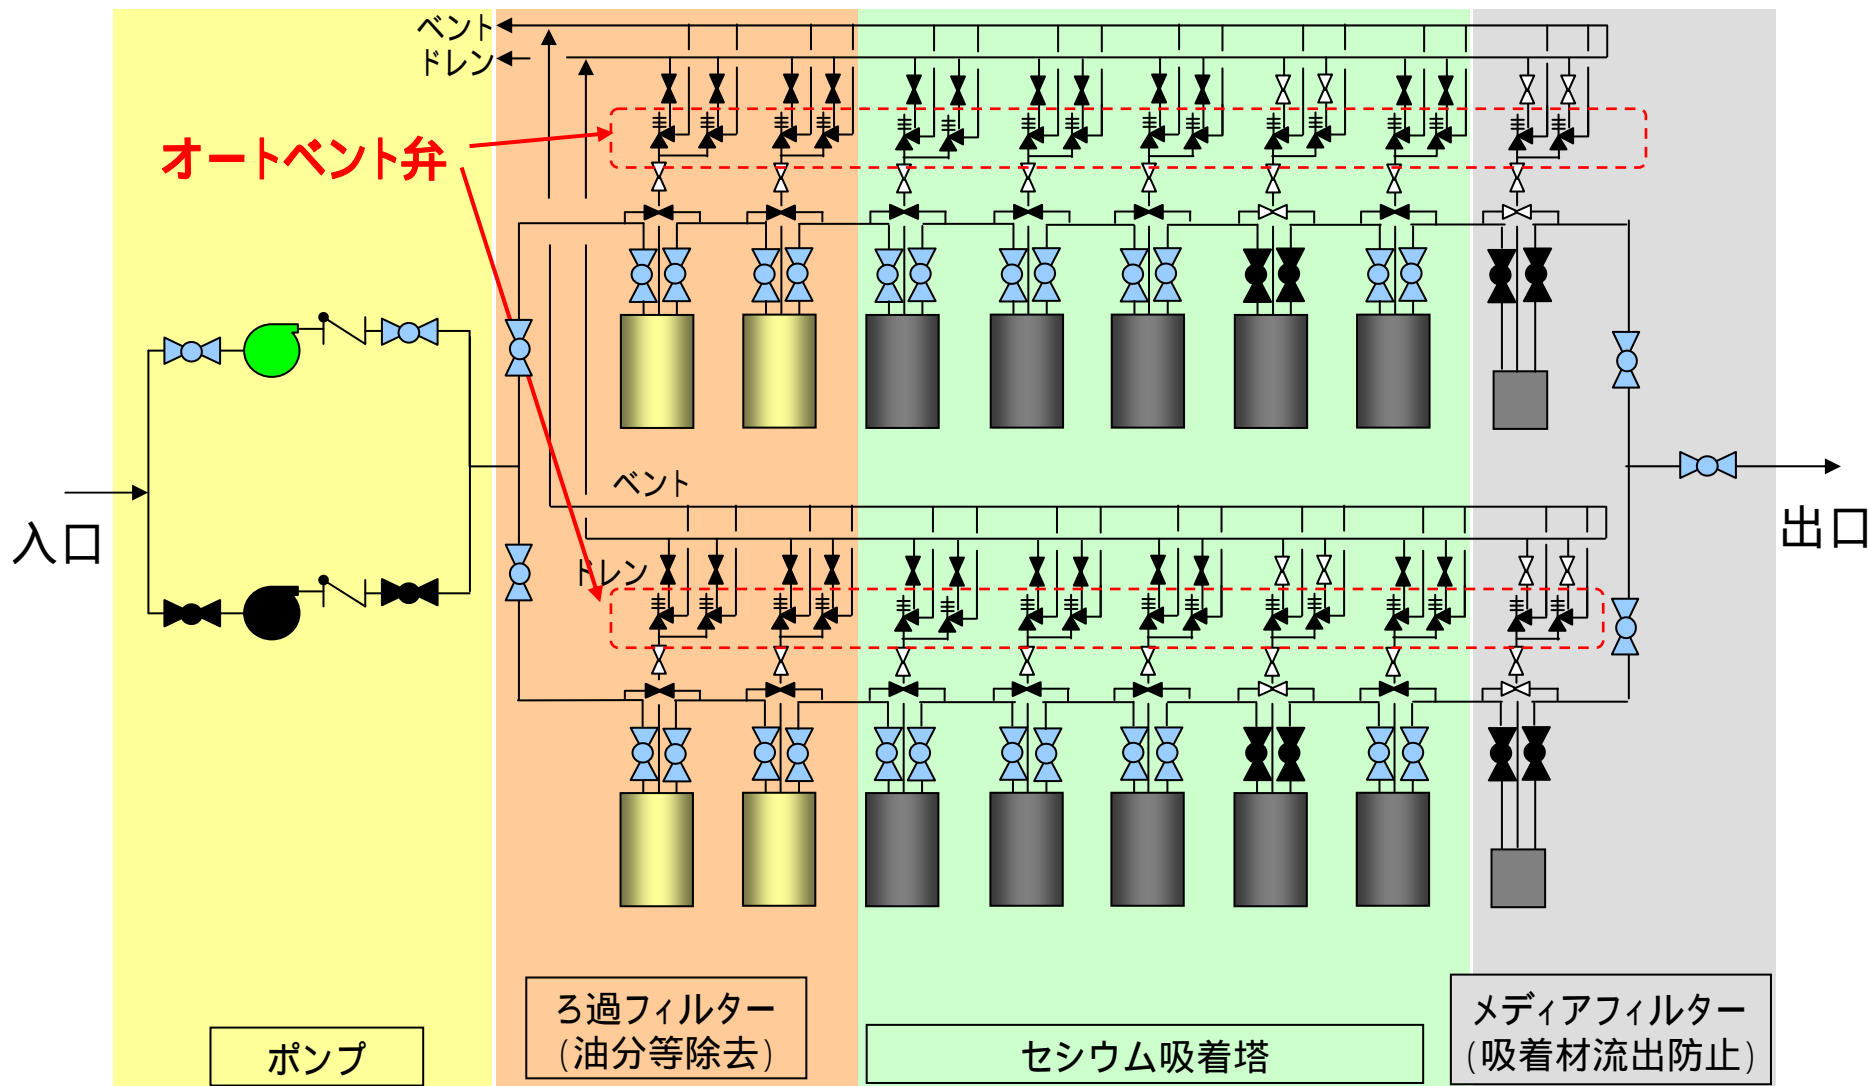 ベント
ドレン
オートベント弁
ベント
入口
出口
ドレン
ろ過フィルター
(油分等除去)
メディアフィルター
(吸着材流出防止)
ポンプ
セシウム吸着塔